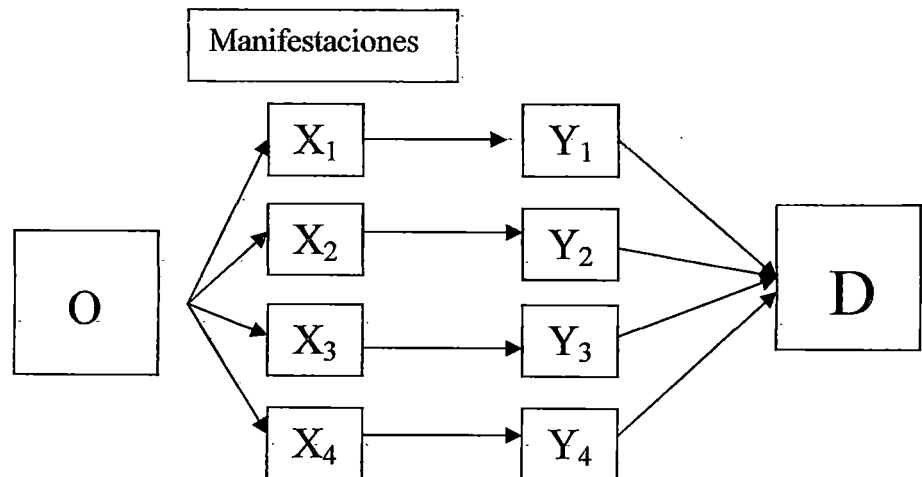 Manifestaciones
X₁ Y₁
X₂ Y₂
O D
X₃ Y₃
X₄ Y₄